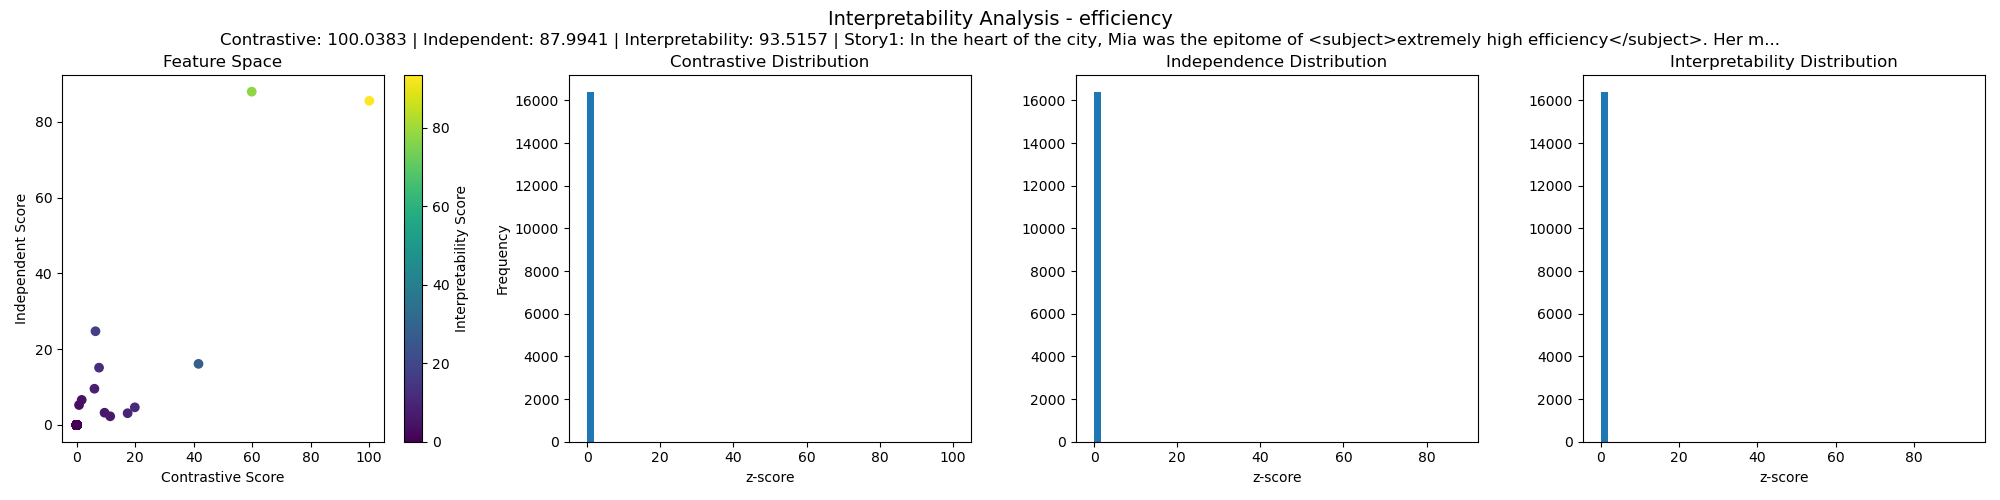 Interpretability Analysis - efficiency
Contrastive: 100.0383 | Independent: 87.9941 | Interpretability: 93.5157 | Story1: In the heart of the city, Mia was the epitome of <subject>extremely high efficiency</subject>. Her m...
Feature Space
Independent Score
80
60
40
20
0
0 20 40 60 80 100
Contrastive Score
80
60
40
20
0
Interpretability Score
Contrastive Distribution
Frequency
16000
14000
12000
10000
8000
6000
4000
2000
0
0 20 40 60 80 100
z-score
Independence Distribution
16000
14000
12000
10000
8000
6000
4000
2000
0
0 20 40 60 80
z-score
Interpretability Distribution
16000
14000
12000
10000
8000
6000
4000
2000
0
0 20 40 60 80
z-score